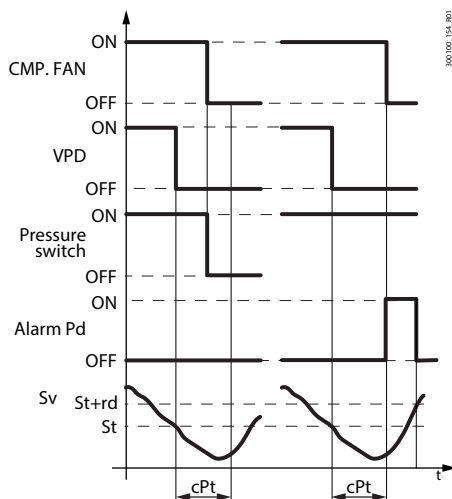 300100_154_R01
ON
CMP. FAN
OFF
ON
VPD
OFF
ON
Pressure
switch
OFF
ON
Alarm Pd
OFF
Sv
St+rd
St
t
cPt
cPt